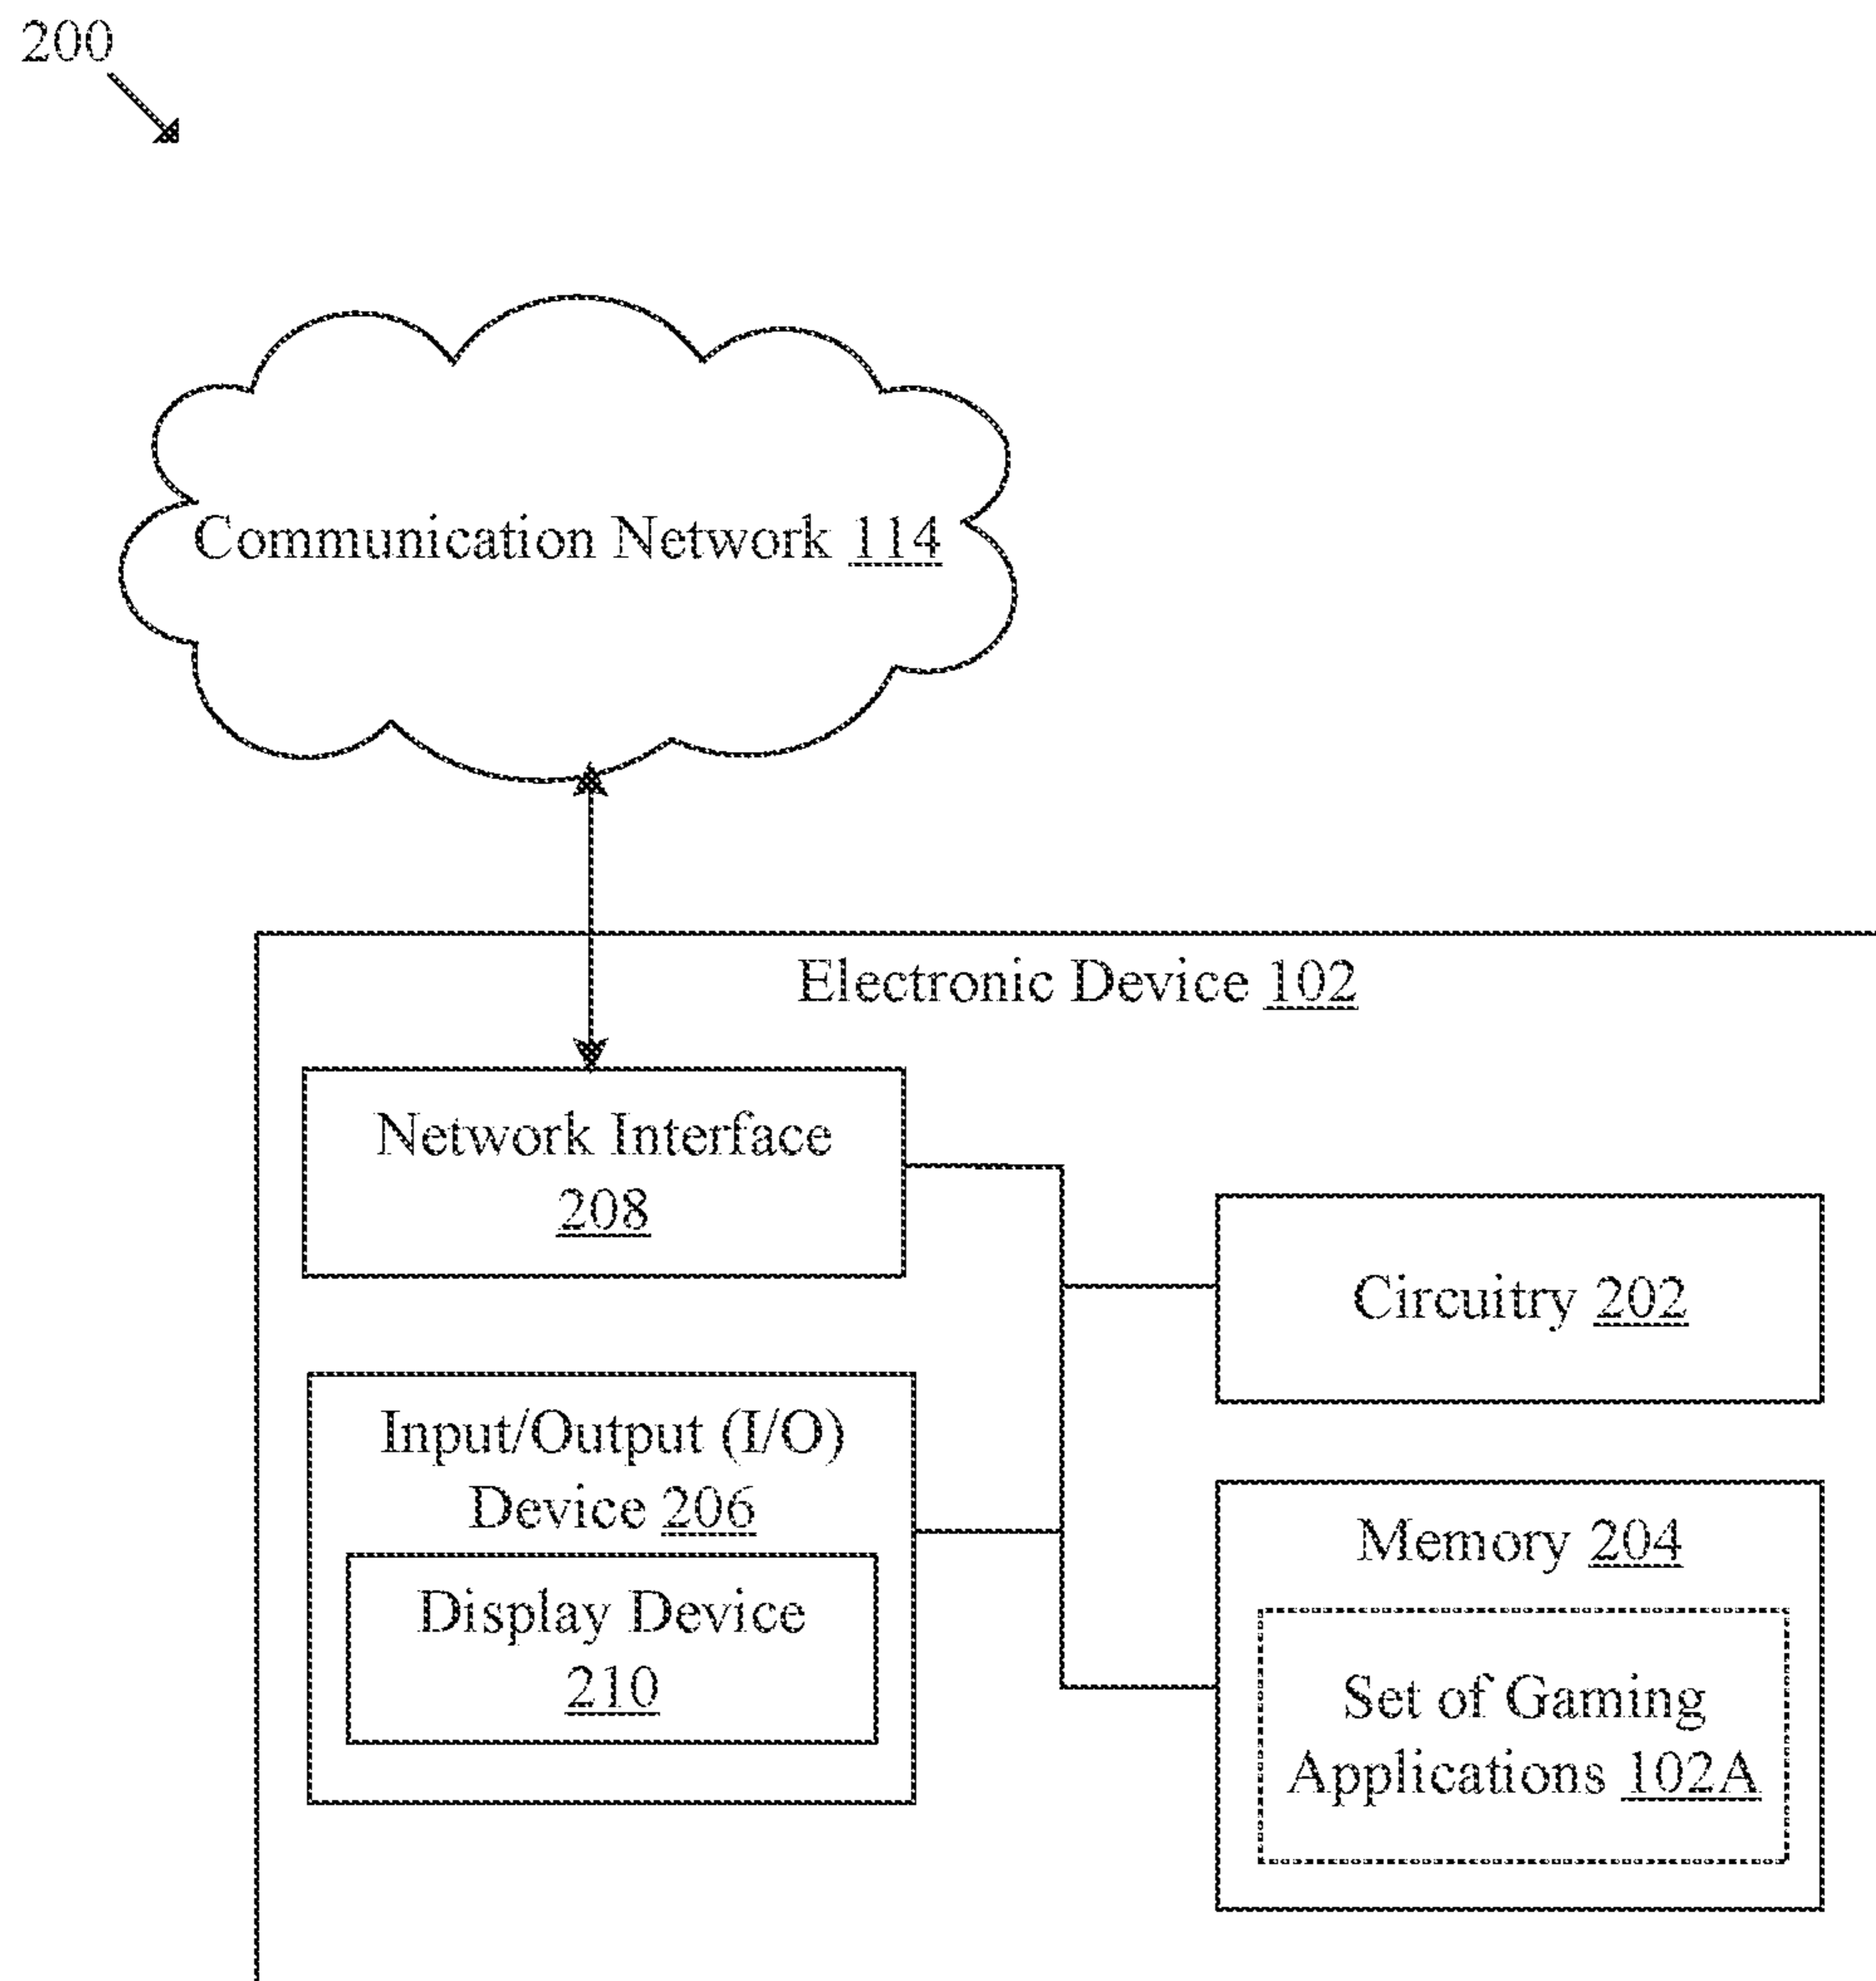 200
Communication Network 114
Electronic Device 102
Network Interface
208
Circuitry 202
Input/Output (I/O)
Device 206
Display Device
210
Memory 204
Set of Gaming
Applications 102A